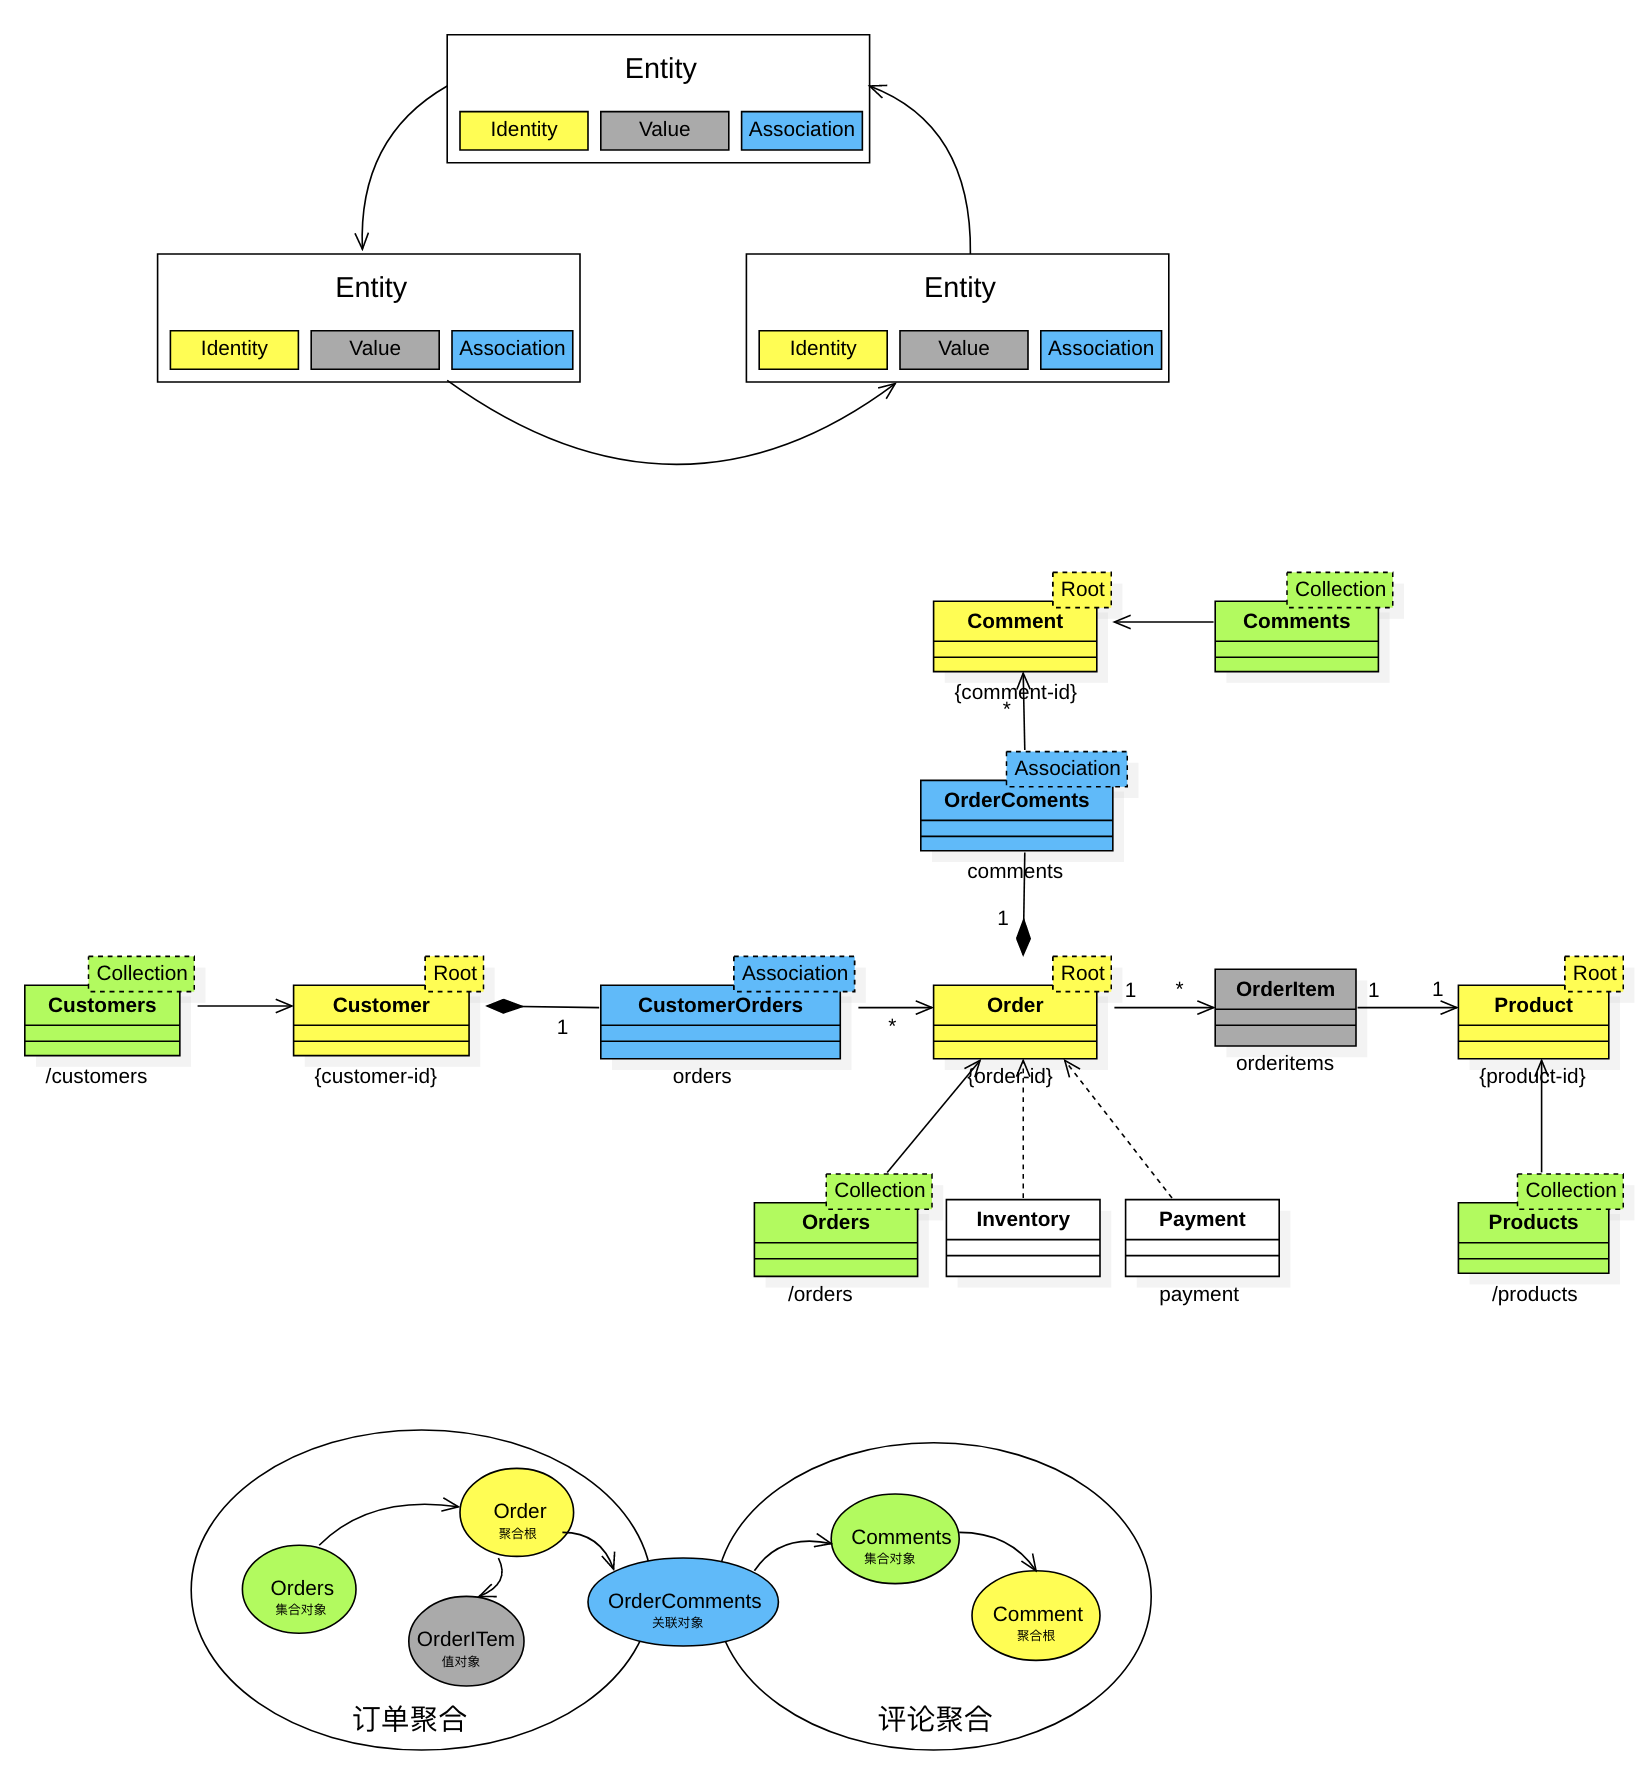 Entity
Identity
Value
Association
Entity
Identity
Value
Association
Entity
Identity
Value
Association
Root
Comment
{comment-id}
*
Collection
Comments
Association
OrderComents
comments
1
Collection
Customers
/customers
Root
Customer
{customer-id}
1
Association
CustomerOrders
orders
*
Root
Order
{order-id}
1
*
OrderItem
orderitems
1
1
Root
Product
{product-id}
Collection
Orders
/orders
Inventory
Payment
payment
Collection
Products
/products
Order
聚合根
Orders
集合对象
OrderITem
值对象
订单聚合
OrderComments
关联对象
Comments
集合对象
Comment
聚合根
评论聚合